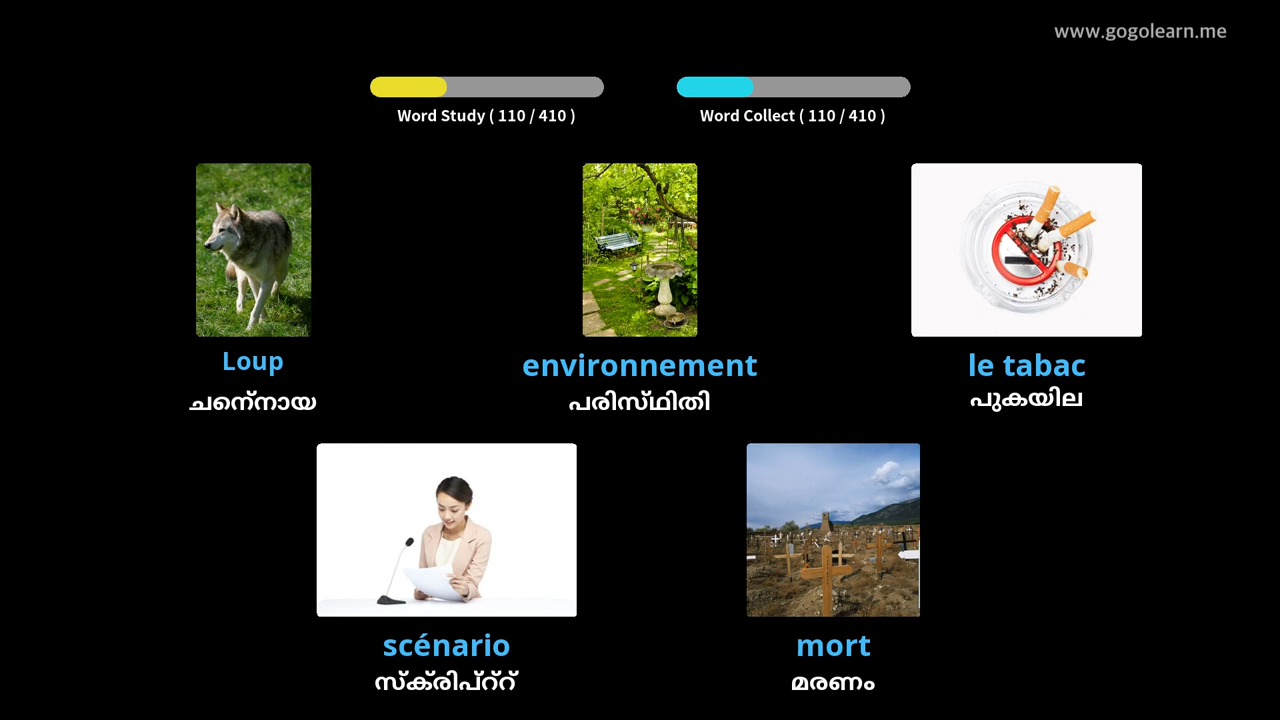 www.gogolearn.me
Word Study ( 110 / 410 )
Word Collect ( 110 / 410 )
Loup
ചെന്നായ
environnement
പരിസ്ഥിതി
le tabac
പുകയില
scénario
സ്ക്രിപ്റ്റ്
mort
മരണം